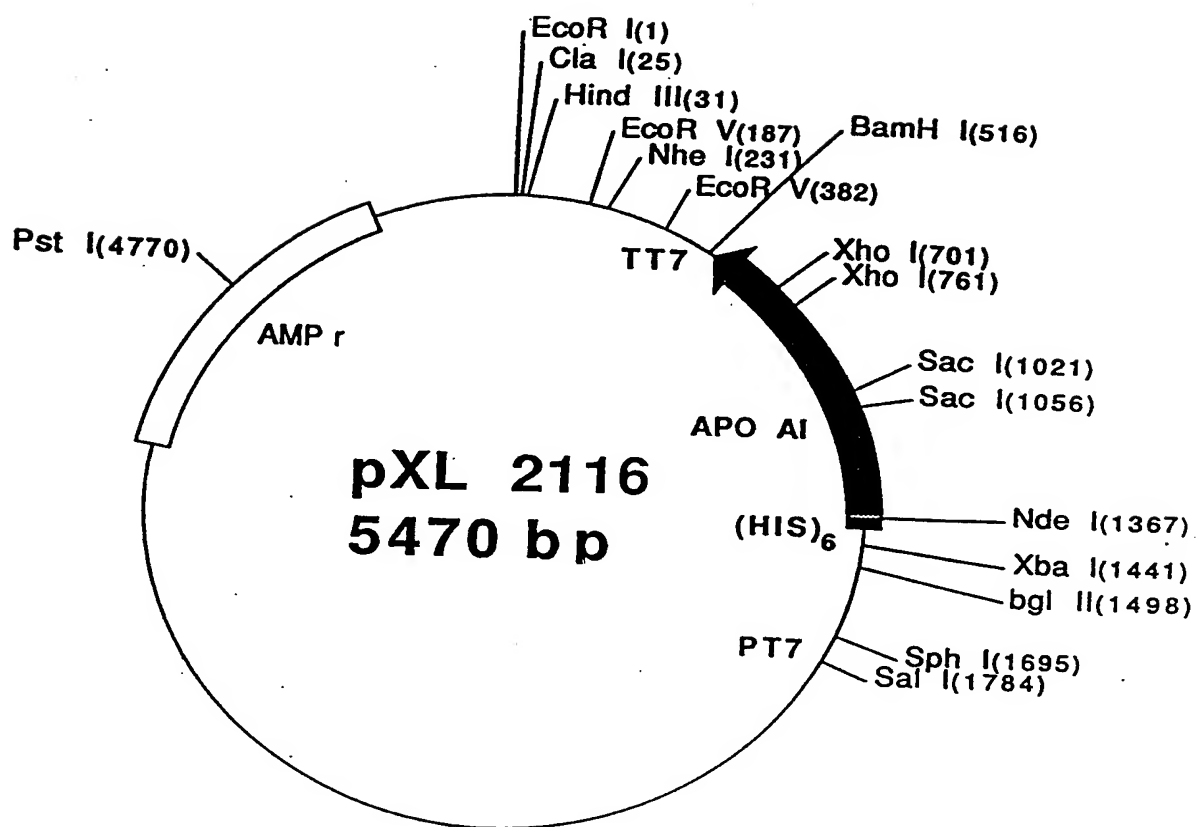 EcoR I(1)
Cla I(25)
Hind III(31)
EcoR V(187)
Nhe I(231)
EcoR V(382)
BamH I(516)
Xho I(701)
Xho I(761)
Sac I(1021)
Sac I(1056)
Nde I(1367)
Xba I(1441)
bgl II(1498)
Sph I(1695)
Sal I(1784)
Pst I(4770)
AMP r
TT7
APO AI
(HIS)6
PT7
pXL 2116
5470 bp